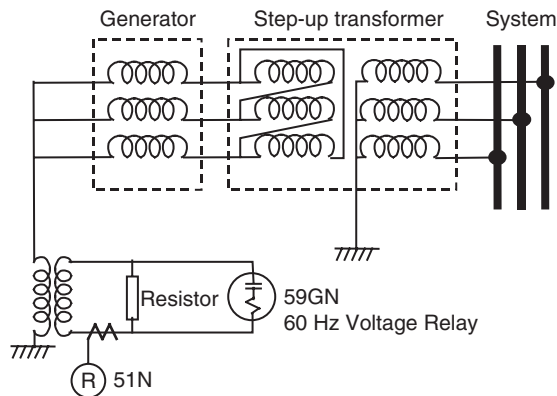 Generator
Step-up transformer
System
Resistor
59GN
60 Hz Voltage Relay
R
51N